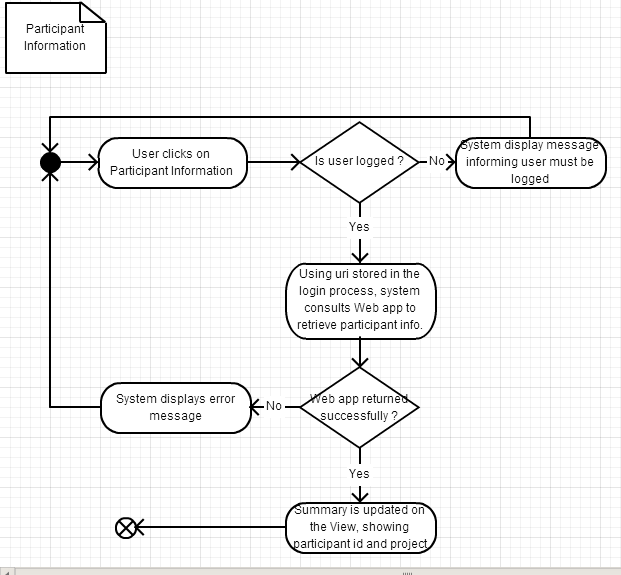 Participant
Information
User clicks on
Participant Information
Is user logged ?
No
System display message
informing user must be
logged
Yes
Using uri stored in the
login process, system
consults Web app to
retrieve participant info.
System displays error
message
No
Web app returned
successfully ?
Yes
Summary is updated on
the View, showing
participant id and project